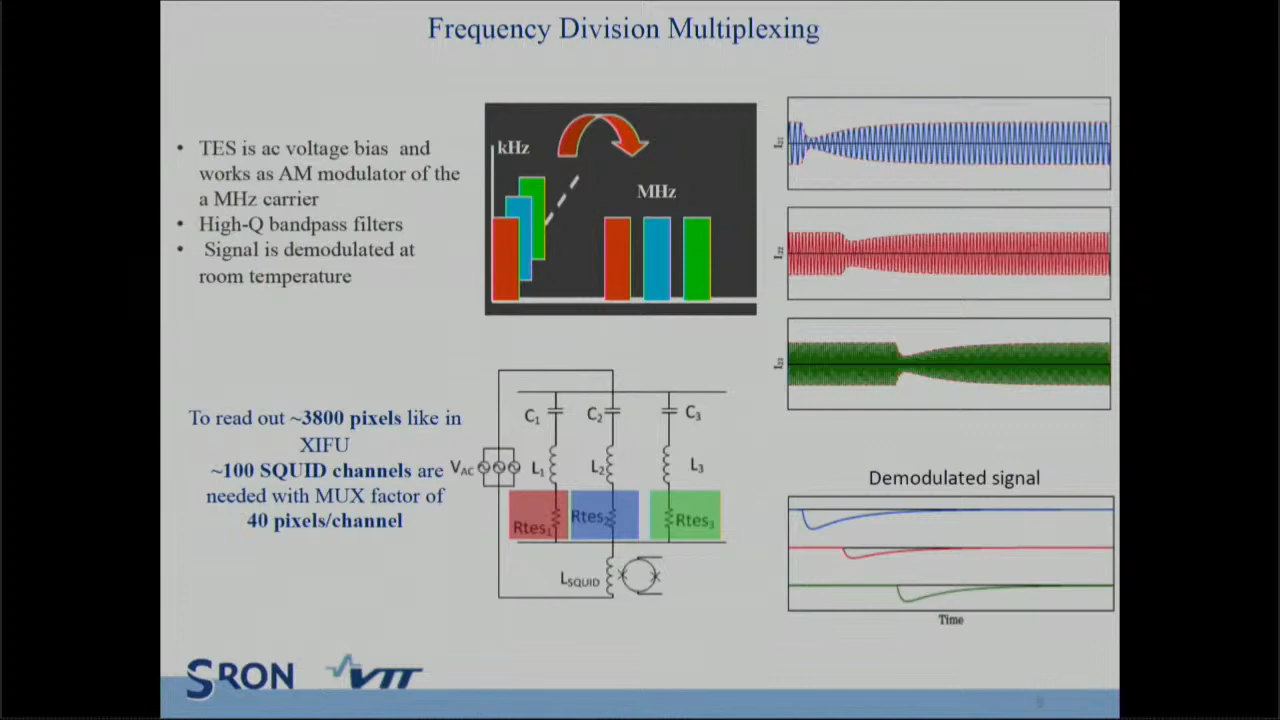 Frequency Division Multiplexing
• TES is ac voltage bias and
works as AM modulator of the
a MHz carrier
• High-Q bandpass filters
• Signal is demodulated at
room temperature
kHz
MHz
To read out ~3800 pixels like in
XIFU
~100 SQUID channels are
needed with MUX factor of
40 pixels/channel
C1
C2
C3
VAC
L1
L2
L3
Rtes1
Rtes2
Rtes3
LSQUID
Demodulated signal
Time
SRON
VTT